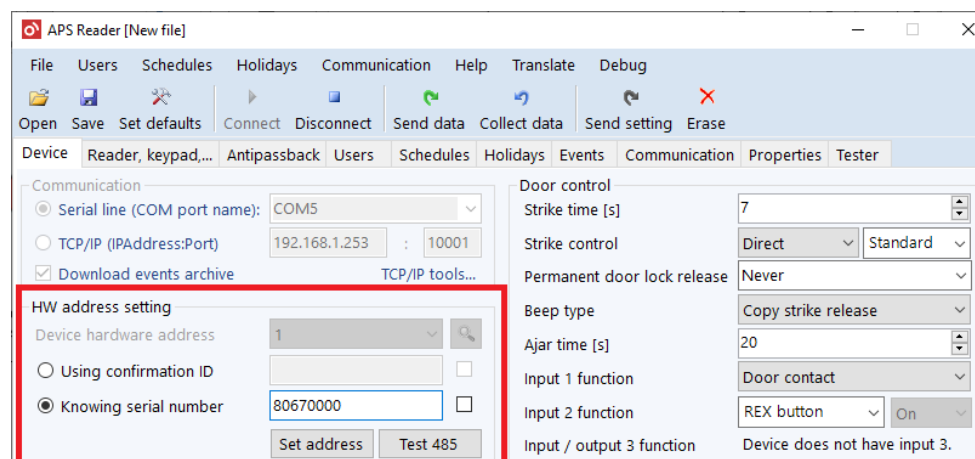 APS Reader [New file]
File Users Schedules Holidays Communication Help Translate Debug
Open Save Set defaults Connect Disconnect Send data Collect data Send setting Erase
Device Reader, keypad,... Antipassback Users Schedules Holidays Events Communication Properties Tester
Communication
Serial line (COM port name): COM5
TCP/IP (IPAddress:Port) 192.168.1.253 : 10001
Download events archive TCP/IP tools...
HW address setting
Device hardware address 1
Using confirmation ID
Knowing serial number 80670000
Set address Test 485
Door control
Strike time [s] 7
Strike control Direct Standard
Permanent door lock release Never
Beep type Copy strike release
Ajar time [s] 20
Input 1 function Door contact
Input 2 function REX button On
Input / output 3 function Device does not have input 3.